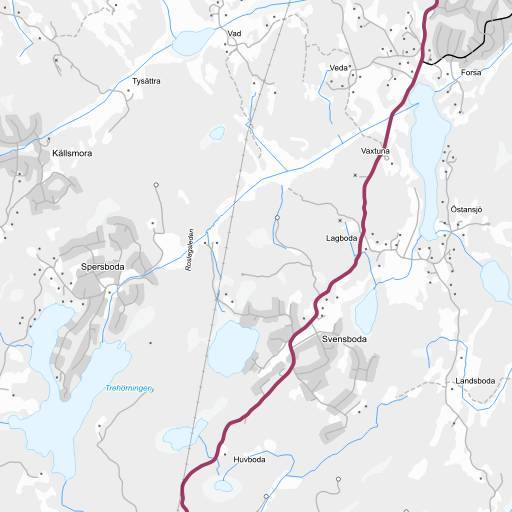 Vad
Veda
Forsa
Tysättra
Vaxtuna
Källsmora
Östansjö
Roslagsleden
Lagboda
Spersboda
Svensboda
Landsboda
Trehörningen
Huvboda